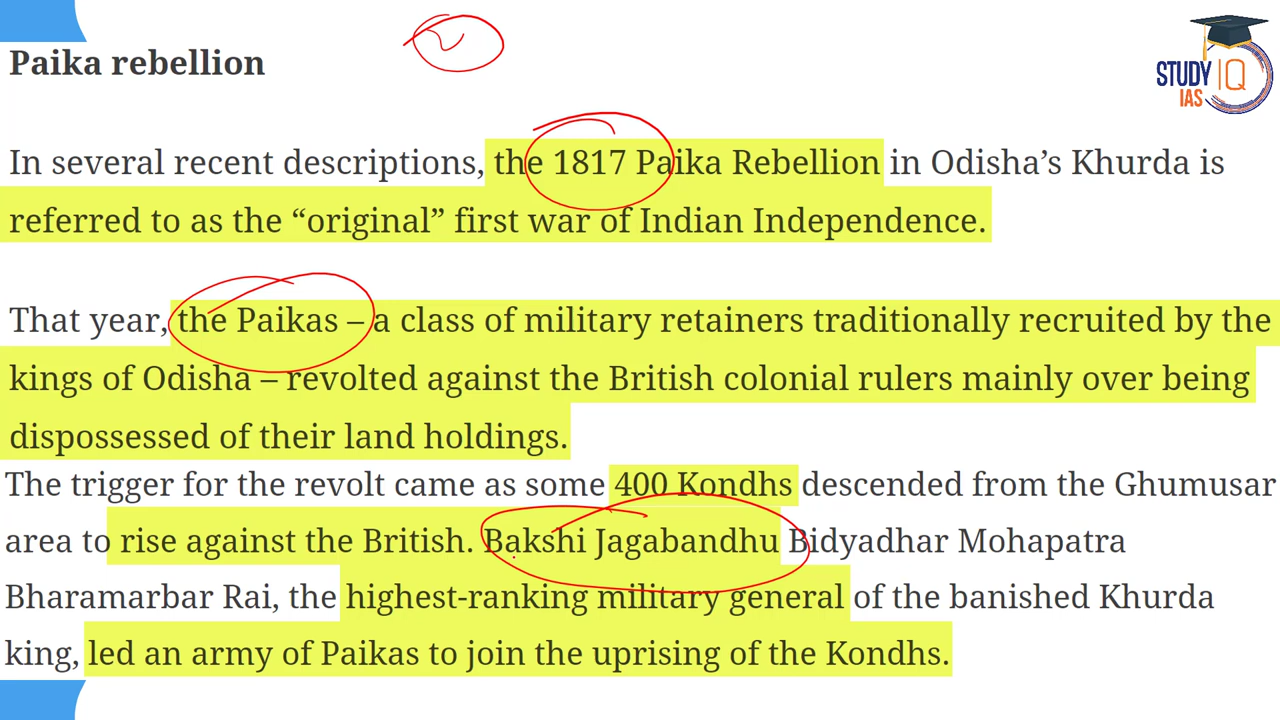 Paika rebellion
STUDY IQ
IAS
In several recent descriptions, the 1817 Paika Rebellion in Odisha’s Khurda is
referred to as the “original” first war of Indian Independence.
That year, the Paikas – a class of military retainers traditionally recruited by the
kings of Odisha – revolted against the British colonial rulers mainly over being
dispossessed of their land holdings.
The trigger for the revolt came as some 400 Kondhs descended from the Ghumusar
area to rise against the British. Bakshi Jagabandhu Bidyadhar Mohapatra
Bharamarbar Rai, the highest-ranking military general of the banished Khurda
king, led an army of Paikas to join the uprising of the Kondhs.